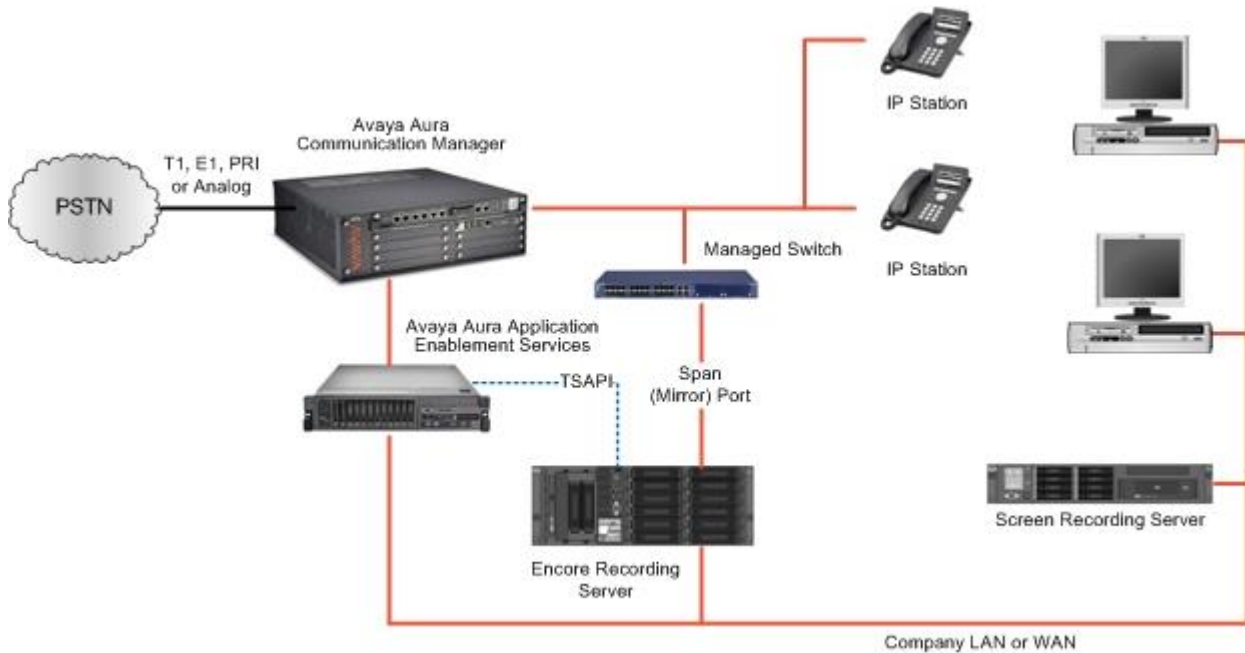 Avaya Aura
Communication Manager
T1, E1, PRI
or Analog
PSTN
IP Station
IP Station
Managed Switch
Avaya Aura Application
Enablement Services
TSAPI
Span
(Mirror) Port
Encore Recording
Server
Screen Recording Server
Company LAN or WAN